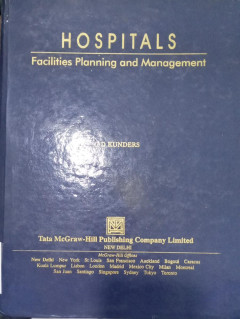 HOSPITALS
Facilities Planning and Management
KUNDERS
Tata McGraw-Hill Publishing Company Limited
NEW DELHI
McGraw-Hill Offices
New Delhi New York St Louis San Francisco Auckland Bogotá Caracas
Kuala Lumpur Lisbon London Madrid Mexico City Milan Montreal
San Juan Santiago Singapore Sydney Tokyo Toronto